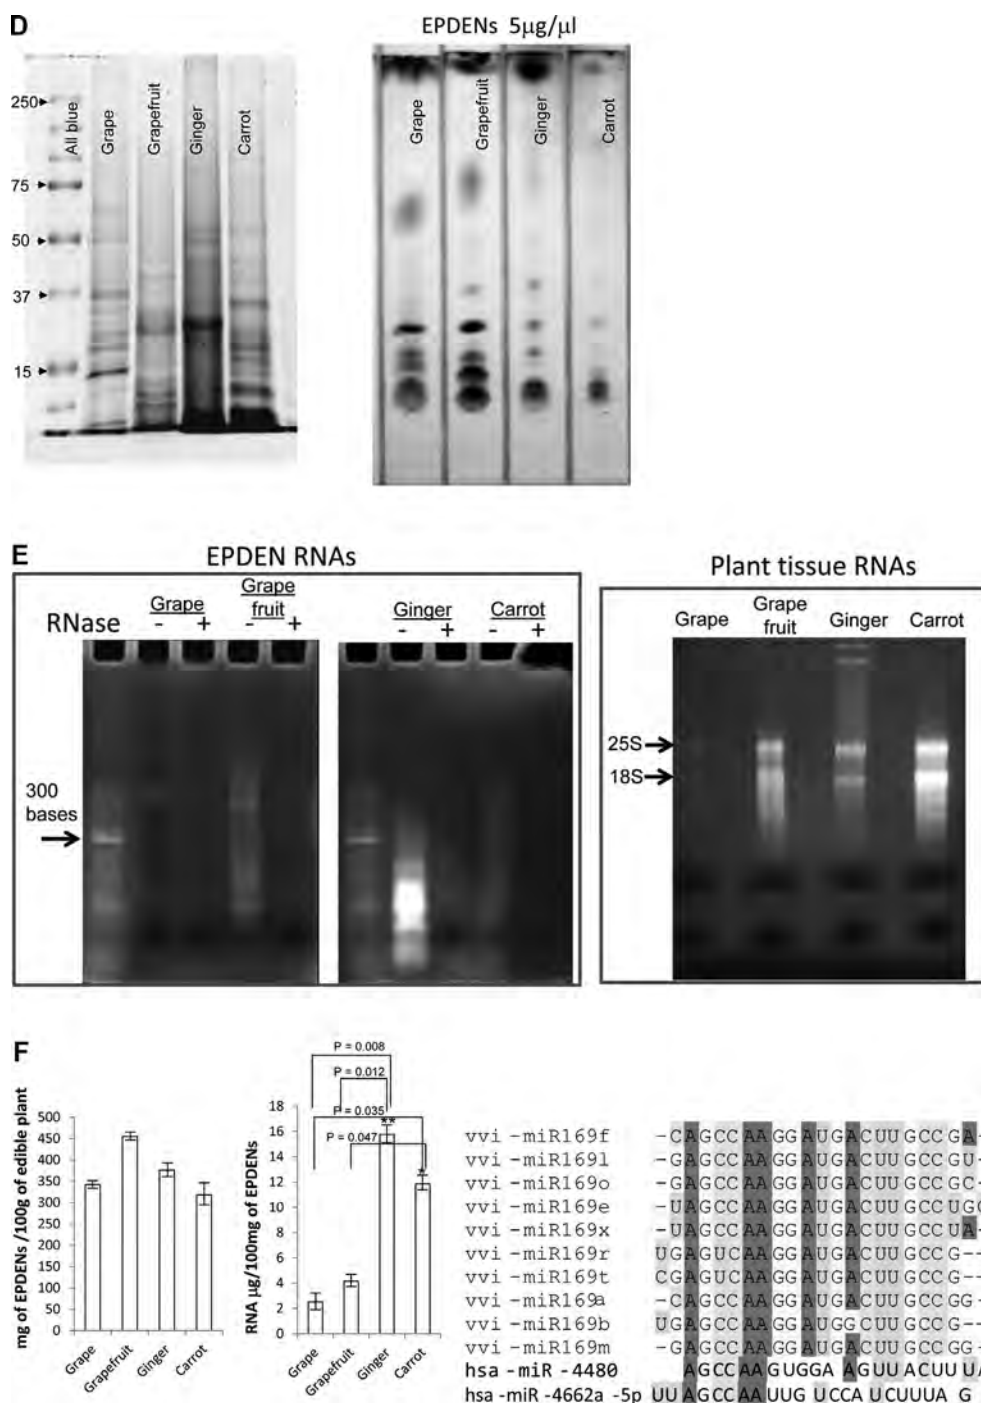 D
EPDENs 5µg/µl
All blue
Grape
Grapefruit
Ginger
Carrot
250
75
50
37
15
Grape
Grapefruit
Ginger
Carrot
E
EPDEN RNAs
Grape
Grape
fruit
RNase
- + - +
Ginger
Carrot
- + - +
300
bases
Plant tissue RNAs
Grape
Grape
fruit
Ginger
Carrot
25S
18S
F
mg of EPDENs /100g of edible plant
500
450
400
350
300
250
200
150
100
50
0
Grape
Grapefruit
Ginger
Carrot
P = 0.008
P = 0.012
P = 0.035
P = 0.047
RNA µg/100mg of EPDENs
18
16
14
12
10
8
6
4
2
0
**
*
Grape
Grapefruit
Ginger
Carrot
vvi-miR169f -CAGCCAAGGAUGACUUGCCGA-
vvi-miR169l -GAGCCAAGGAUGACUUGCCGU-
vvi-miR169o -GAGCCAAGGAUGACUUGCCGC-
vvi-miR169e -UAGCCAAGGAUGACUUGCCUGC
vvi-miR169x -UAGCCAAGGAUGACUUGCCUA-
vvi-miR169r UGAGUCAAGGAUGACUUGCCG--
vvi-miR169t CGAGUCAAGGAUGACUUGCCG--
vvi-miR169a -CAGCCAAGGAUGACUUGCCGG-
vvi-miR169b UGAGCCAAGGAUGGCUUGCCG--
vvi-miR169m -GAGCCAAGGAUGACUUGCCGG-
hsa-miR-4480 AGCCAAGUGGA AGUUACUUUA
hsa-miR-4662a-5p UUAGCCAAUUG UCCAUCUUUA G